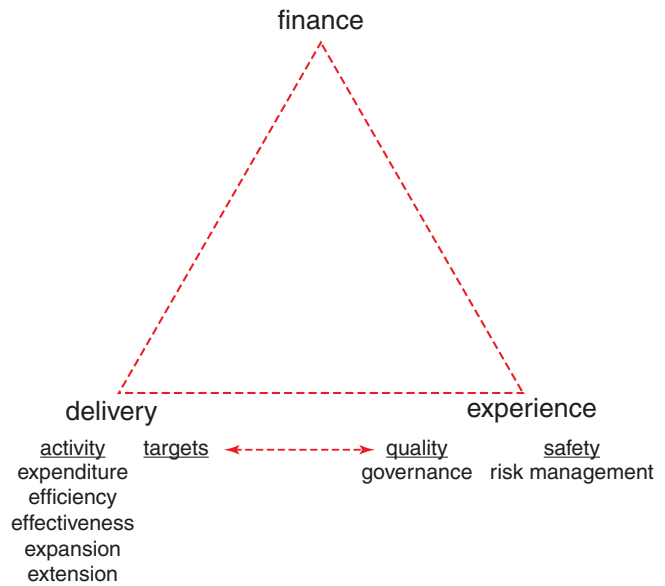 finance
delivery experience
activity targets quality safety
expenditure governance risk management
efficiency
effectiveness
expansion
extension